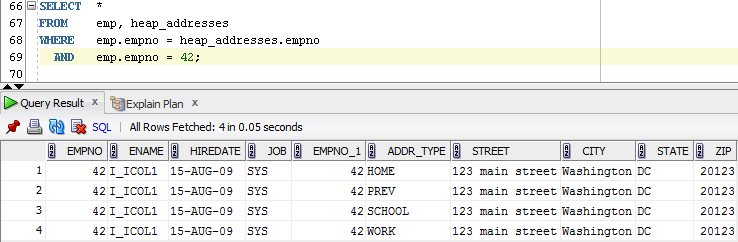 66 SELECT *
67 FROM emp, heap_addresses
68 WHERE emp.empno = heap_addresses.empno
69 AND emp.empno = 42;
70
Query Result x Explain Plan x
SQL | All Rows Fetched: 4 in 0.05 seconds
EMPNO ENAME HIREDATE JOB EMPNO_1 ADDR_TYPE STREET CITY STATE ZIP
1 42 I_ICOL1 15-AUG-09 SYS 42 HOME 123 main street Washington DC 20123
2 42 I_ICOL1 15-AUG-09 SYS 42 PREV 123 main street Washington DC 20123
3 42 I_ICOL1 15-AUG-09 SYS 42 SCHOOL 123 main street Washington DC 20123
4 42 I_ICOL1 15-AUG-09 SYS 42 WORK 123 main street Washington DC 20123